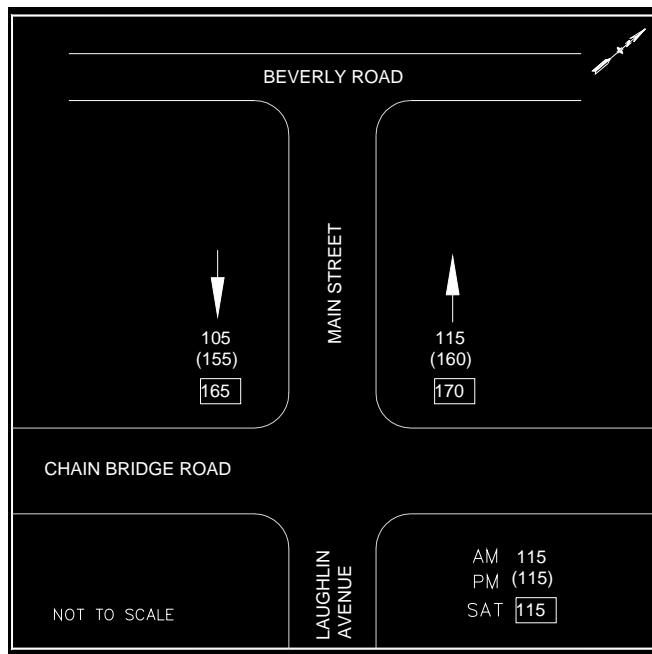 BEVERLY ROAD
MAIN STREET
105
(155)
165
115
(160)
170
CHAIN BRIDGE ROAD
LAUGHLIN
AVENUE
NOT TO SCALE
AM 115
PM (115)
SAT 115